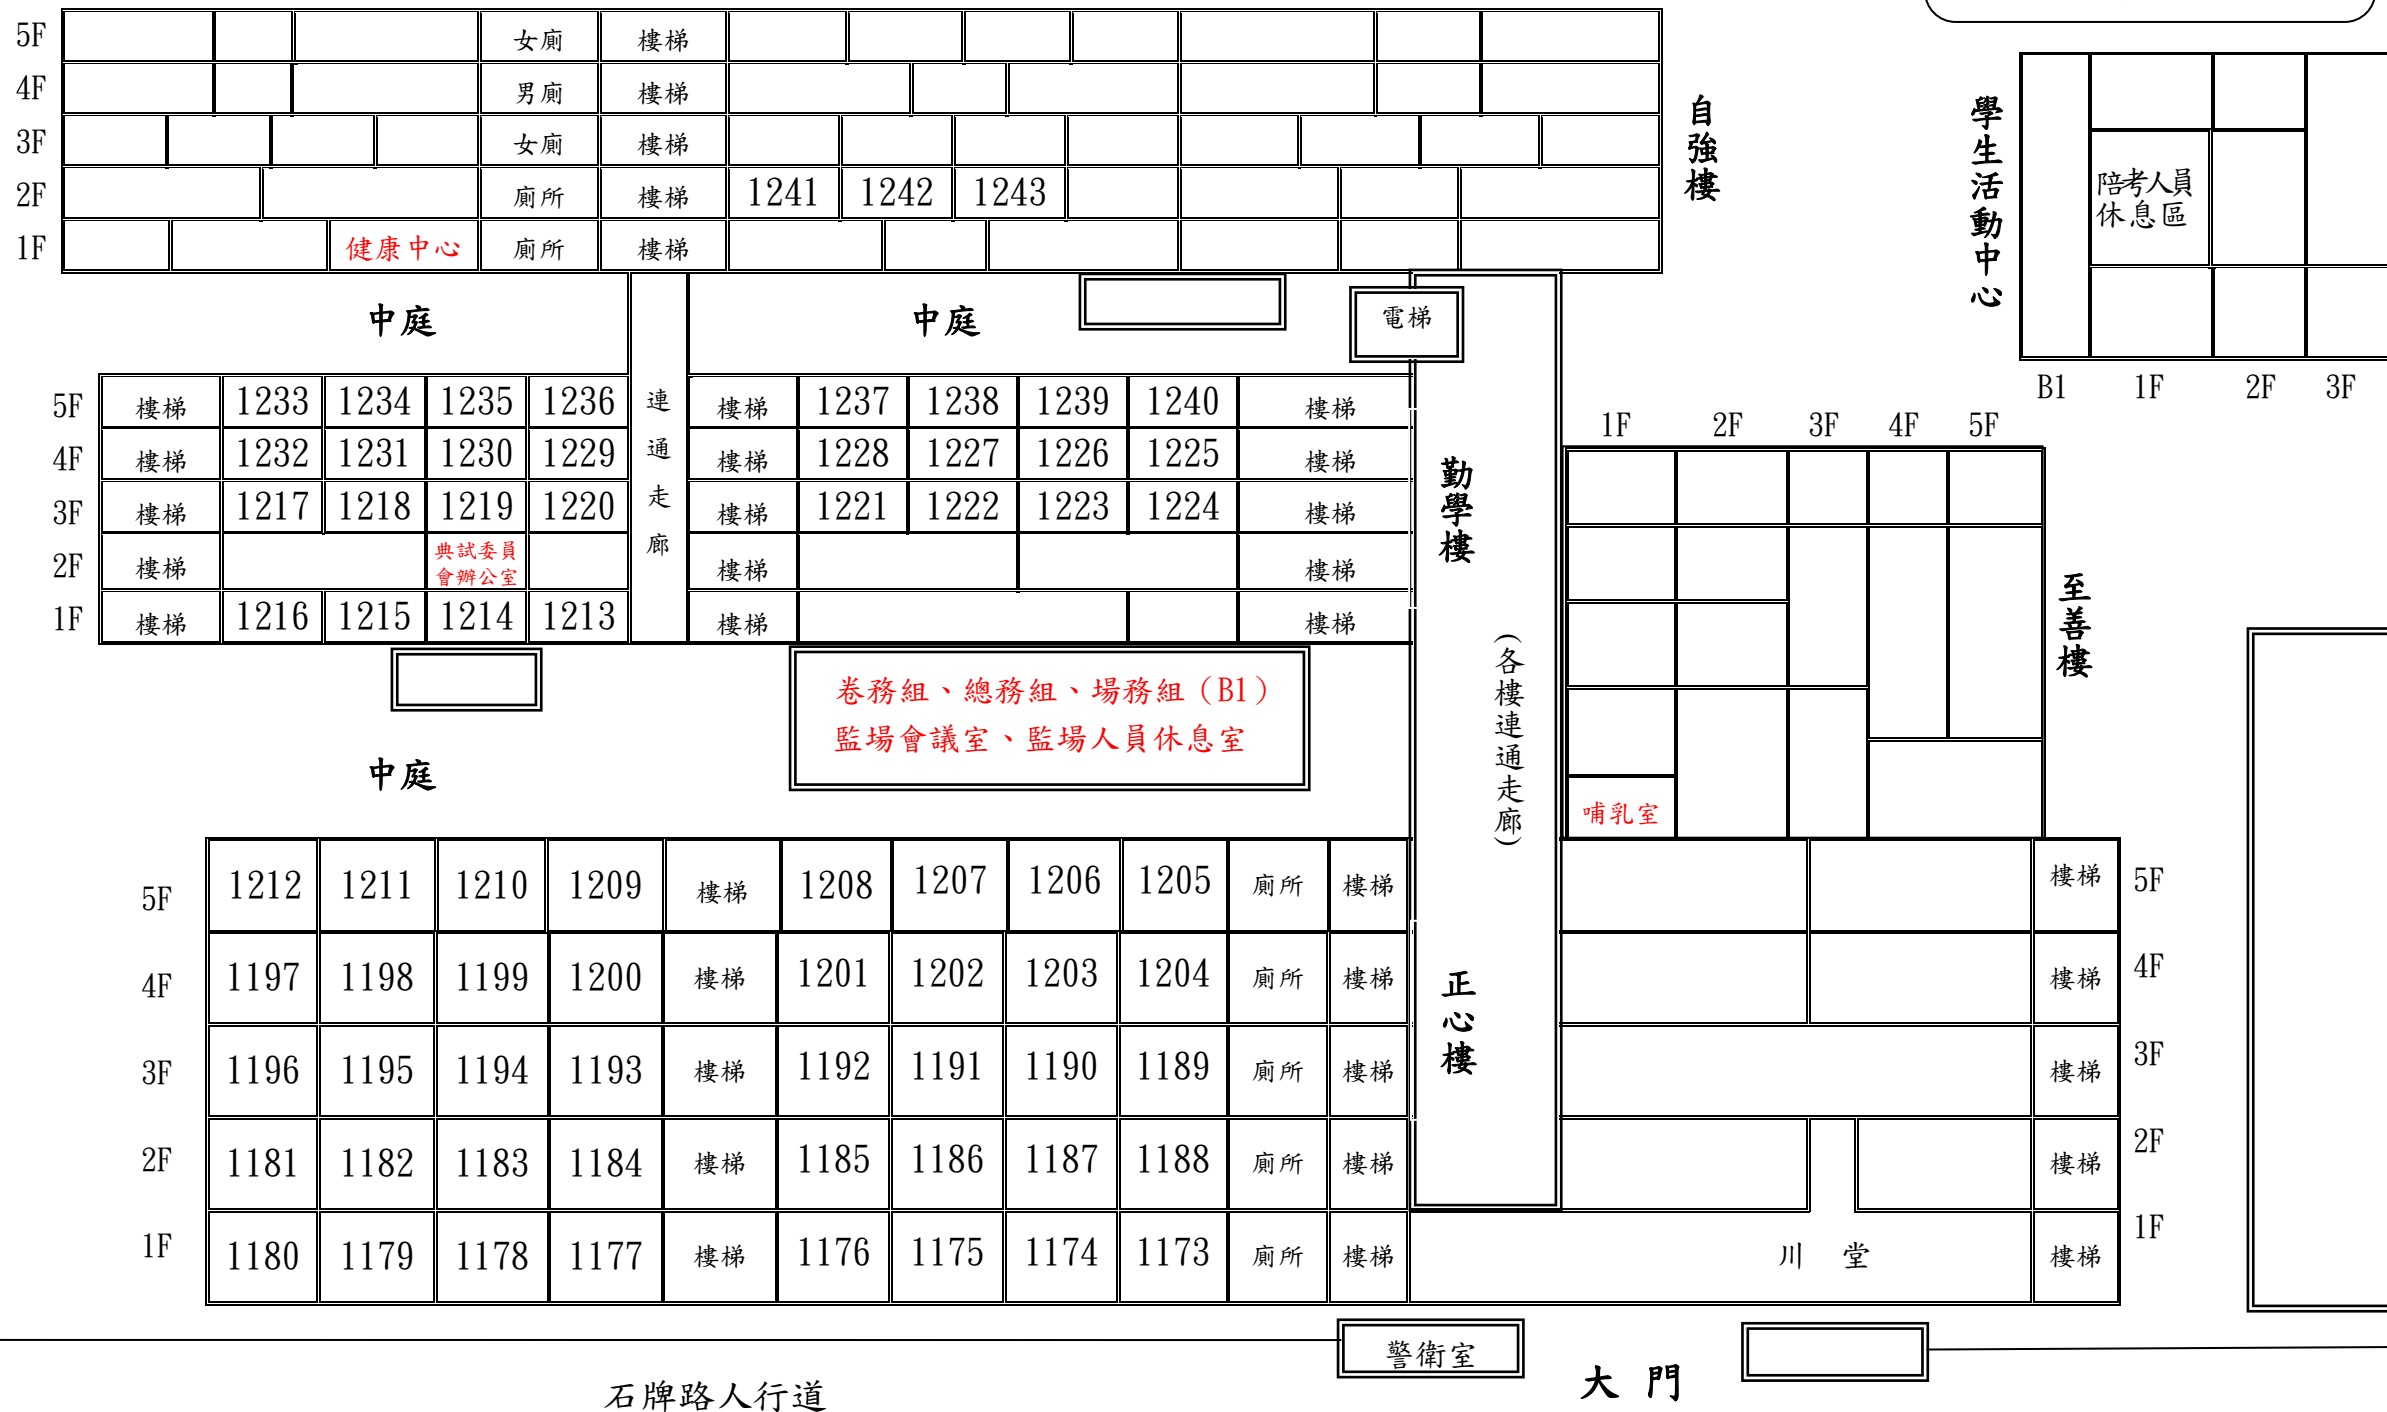 5F 女廁 樓梯
4F 男廁 樓梯
3F 女廁 樓梯
2F 廁所 樓梯 1241 1242 1243
1F 健康中心 廁所 樓梯
自強樓
學生活動中心
陪考人員
休息區
B1 1F 2F 3F
中庭
中庭
電梯
連通走廊
5F 樓梯 1233 1234 1235 1236 樓梯 1237 1238 1239 1240 樓梯
4F 樓梯 1232 1231 1230 1229 樓梯 1228 1227 1226 1225 樓梯
3F 樓梯 1217 1218 1219 1220 樓梯 1221 1222 1223 1224 樓梯
2F 樓梯 典試委員 樓梯 樓梯
會辦公室
1F 樓梯 1216 1215 1214 1213 樓梯 樓梯
勤學樓
(各樓連通走廊)
1F 2F 3F 4F 5F
至善樓
哺乳室
卷務組、總務組、場務組（B1）
監場會議室、監場人員休息室
中庭
5F 1212 1211 1210 1209 樓梯 1208 1207 1206 1205 廁所 樓梯 樓梯 5F
4F 1197 1198 1199 1200 樓梯 1201 1202 1203 1204 廁所 樓梯 樓梯 4F
3F 1196 1195 1194 1193 樓梯 1192 1191 1190 1189 廁所 樓梯 樓梯 3F
2F 1181 1182 1183 1184 樓梯 1185 1186 1187 1188 廁所 樓梯 樓梯 2F
1F 1180 1179 1178 1177 樓梯 1176 1175 1174 1173 廁所 樓梯 川 堂 樓梯 1F
正心樓
警衛室
大 門
石牌路人行道